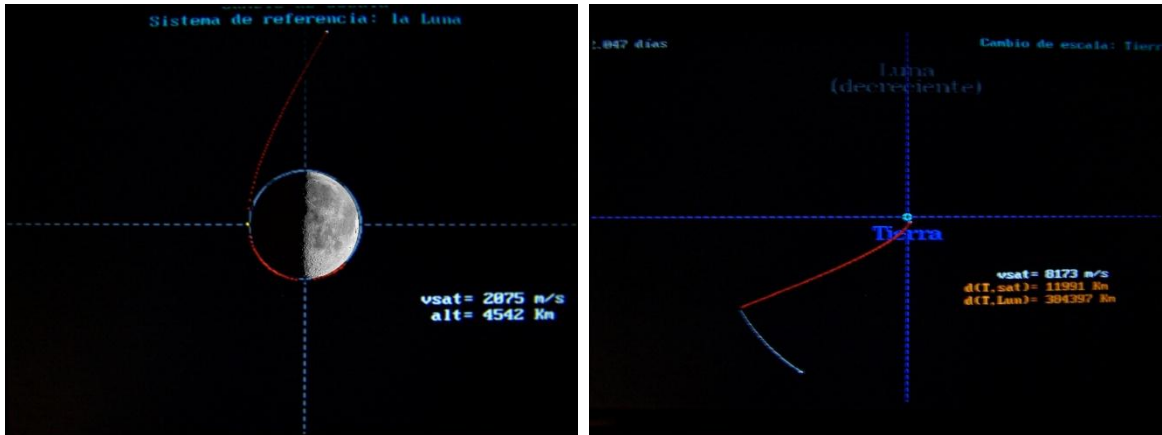 Sistema de referencia: la Luna
vsat= 2075 m/s
alt= 4542 Km
2.047 días
Cambio de escala: Tierr
Luna
(decreciente)
Tierra
vsat= 8173 m/s
d(T,sat)= 11991 Km
d(T,Lun)= 384397 Km